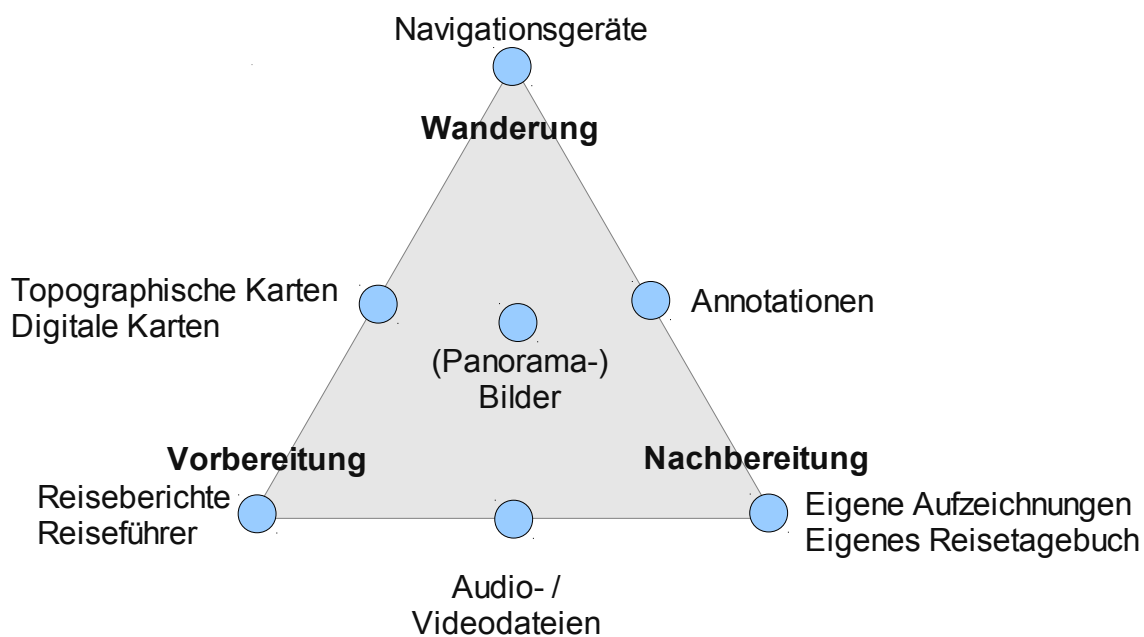 Navigationsgeräte
Wanderung
Topographische Karten
Digitale Karten
Annotationen
(Panorama-)
Bilder
Vorbereitung
Nachbereitung
Reiseberichte
Reiseführer
Eigene Aufzeichnungen
Eigenes Reisetagebuch
Audio- /
Videodateien